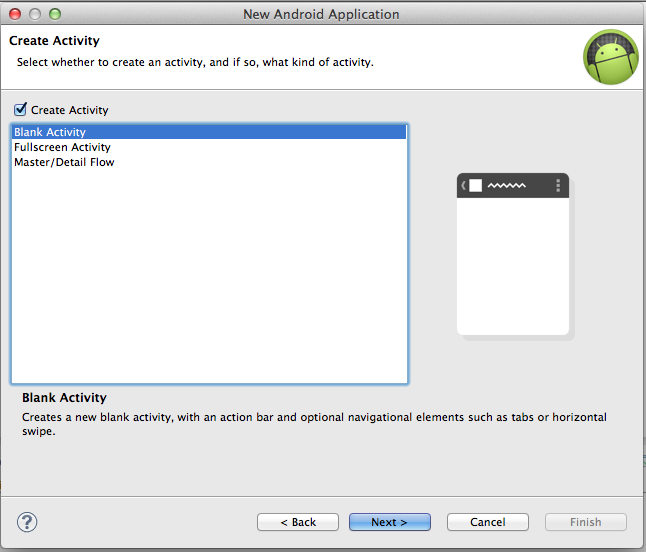 New Android Application
Create Activity
Select whether to create an activity, and if so, what kind of activity.
Create Activity
Blank Activity
Fullscreen Activity
Master/Detail Flow
Blank Activity
Creates a new blank activity, with an action bar and optional navigational elements such as tabs or horizontal
swipe.
? < Back Next > Cancel Finish